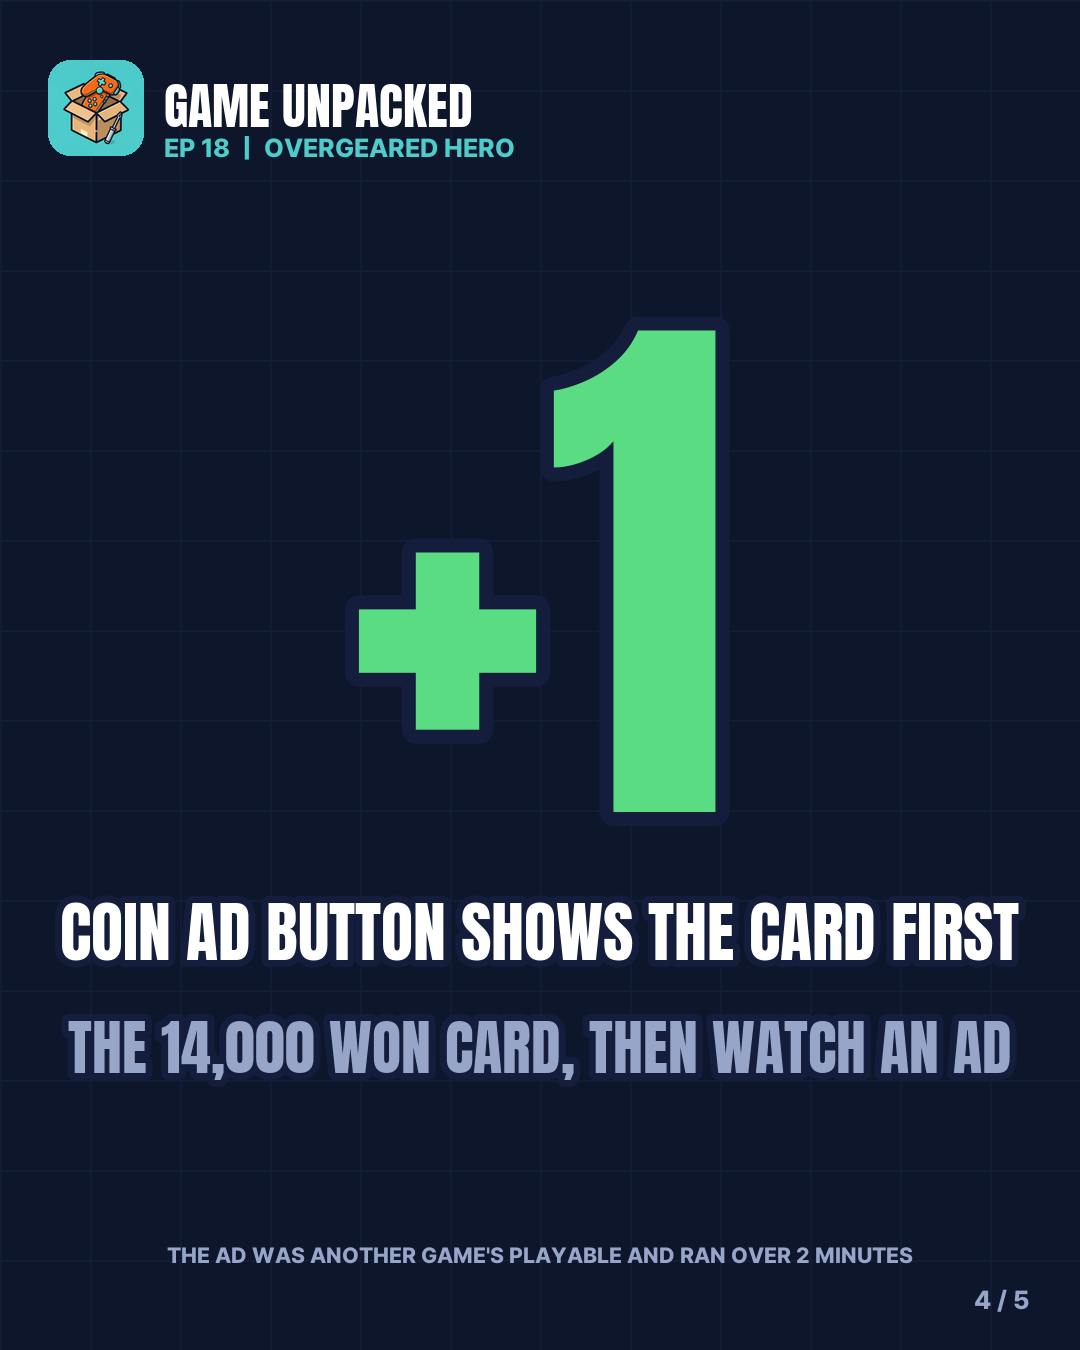 GAME UNPACKED
EP 18 | OVERGEARED HERO
+1
COIN AD BUTTON SHOWS THE CARD FIRST
THE 14,000 WON CARD, THEN WATCH AN AD
THE AD WAS ANOTHER GAME'S PLAYABLE AND RAN OVER 2 MINUTES
4 / 5